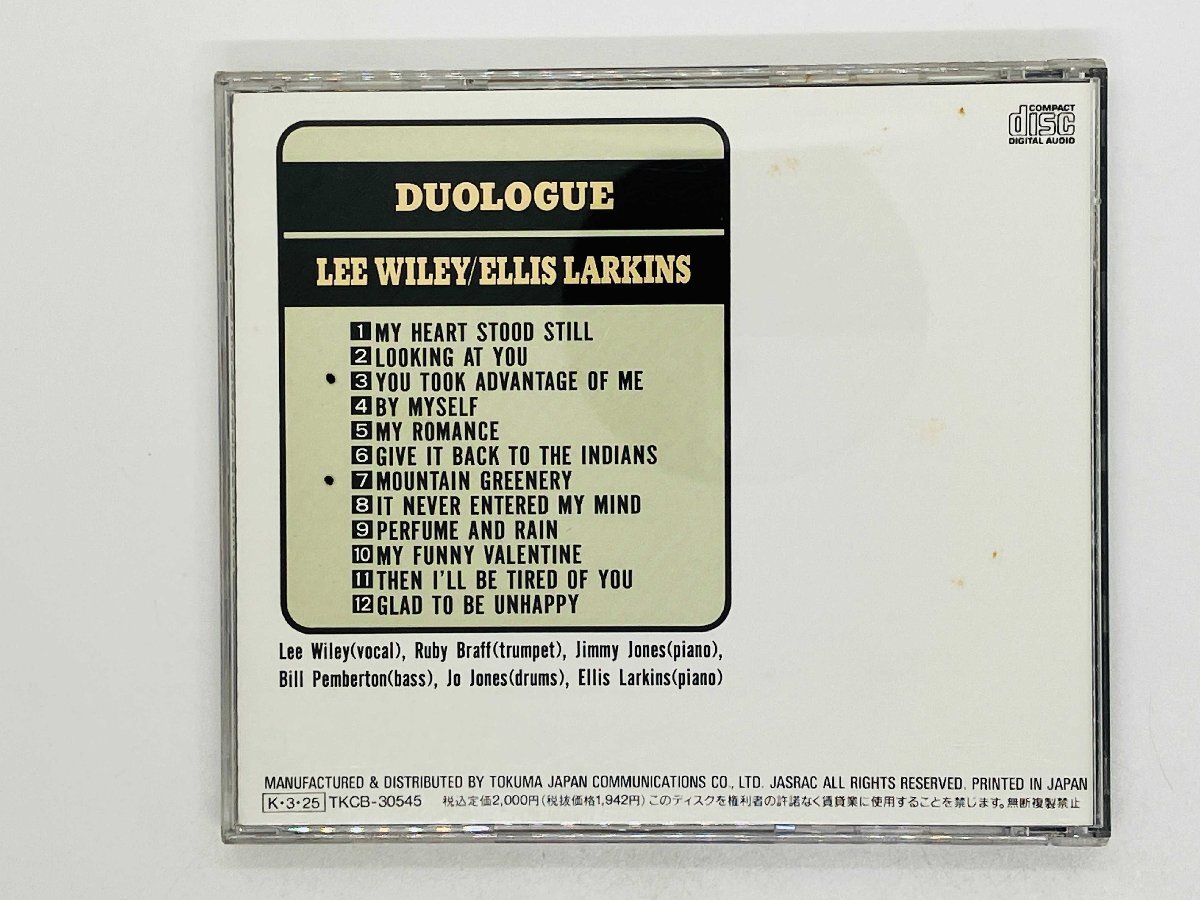 COMPACT
disc
DIGITAL AUDIO
DUOLOGUE
LEE WILEY/ELLIS LARKINS
1 MY HEART STOOD STILL
2 LOOKING AT YOU
● 3 YOU TOOK ADVANTAGE OF ME
4 BY MYSELF
5 MY ROMANCE
6 GIVE IT BACK TO THE INDIANS
● 7 MOUNTAIN GREENERY
8 IT NEVER ENTERED MY MIND
9 PERFUME AND RAIN
10 MY FUNNY VALENTINE
11 THEN I'LL BE TIRED OF YOU
12 GLAD TO BE UNHAPPY
Lee Wiley(vocal), Ruby Braff(trumpet), Jimmy Jones(piano),
Bill Pemberton(bass), Jo Jones(drums), Ellis Larkins(piano)
MANUFACTURED & DISTRIBUTED BY TOKUMA JAPAN COMMUNICATIONS CO., LTD. JASRAC ALL RIGHTS RESERVED. PRINTED IN JAPAN
K・3・25 TKCB-30545 税込定価2,000円(税抜価格1,942円)このディスクを権利者の許諾なく賃貸業に使用することを禁じます。無断複製禁止